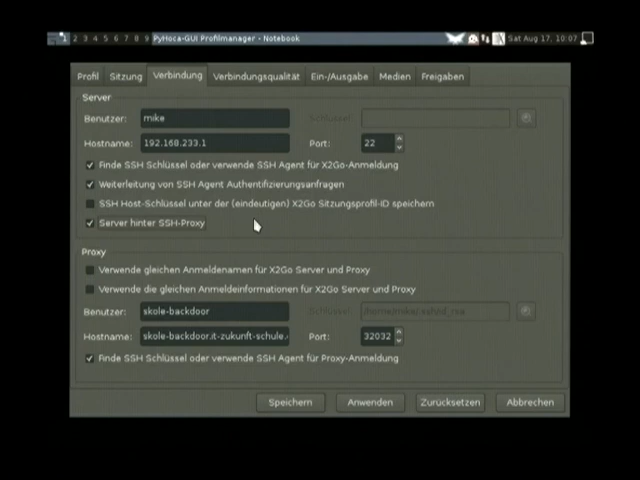 1 2 3 4 5 6 7 8 9 PyHoca-GUI Profilmanager - Notebook Sat Aug 17, 10:07
Profil Sitzung Verbindung Verbindungsqualität Ein-/Ausgabe Medien Freigaben
Server
Benutzer: mike Schlüssel:
Hostname: 192.168.233.1 Port: 22
Finde SSH Schlüssel oder verwende SSH Agent für X2Go-Anmeldung
Weiterleitung von SSH Agent Authentifizierungsanfragen
SSH Host-Schlüssel unter der (eindeutigen) X2Go Sitzungsprofil-ID speichern
Server hinter SSH-Proxy
Proxy
Verwende gleichen Anmeldenamen für X2Go Server und Proxy
Verwende die gleichen Anmeldeinformationen für X2Go Server und Proxy
Benutzer: skole-backdoor Schlüssel:
Hostname: skole-backdoor.it-zukunft-schule. Port: 32032
Finde SSH Schlüssel oder verwende SSH Agent für Proxy-Anmeldung
Speichern Anwenden Zurücksetzen Abbrechen